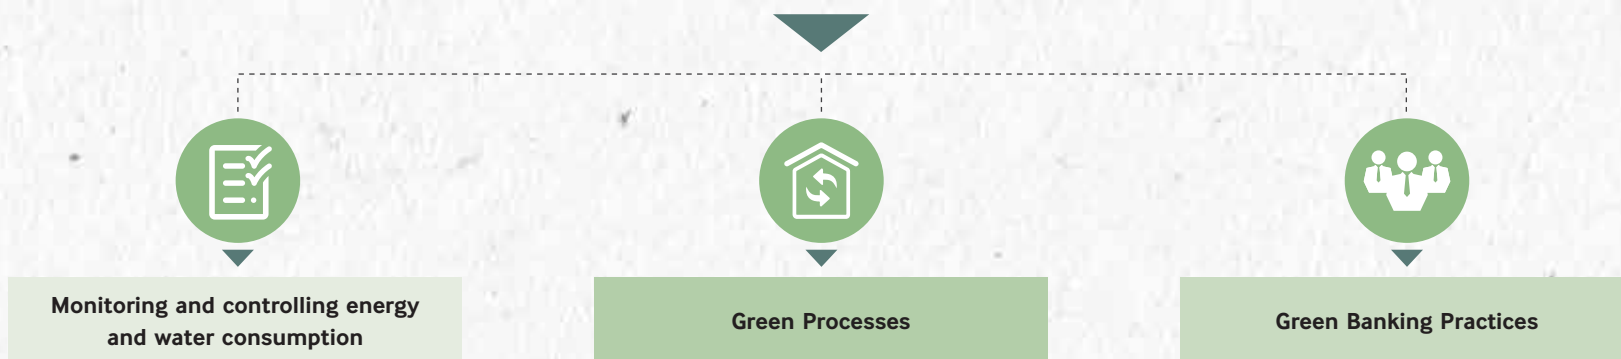 Monitoring and controlling energy
and water consumption
Green Processes
Green Banking Practices